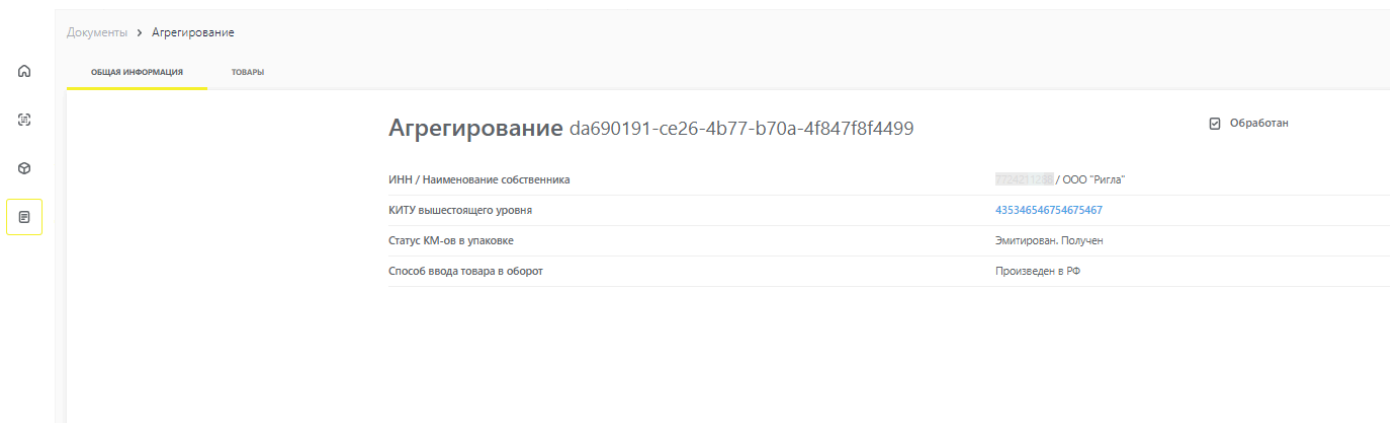 Документы > Агрегирование
ОБЩАЯ ИНФОРМАЦИЯ ТОВАРЫ
Агрегирование da690191-ce26-4b77-b70a-4f847f8f4499 Обработан
ИНН / Наименование собственника / ООО "Ригла"
КИТУ вышестоящего уровня 435346546754675467
Статус КМ-ов в упаковке Эмитирован. Получен
Способ ввода товара в оборот Произведен в РФ